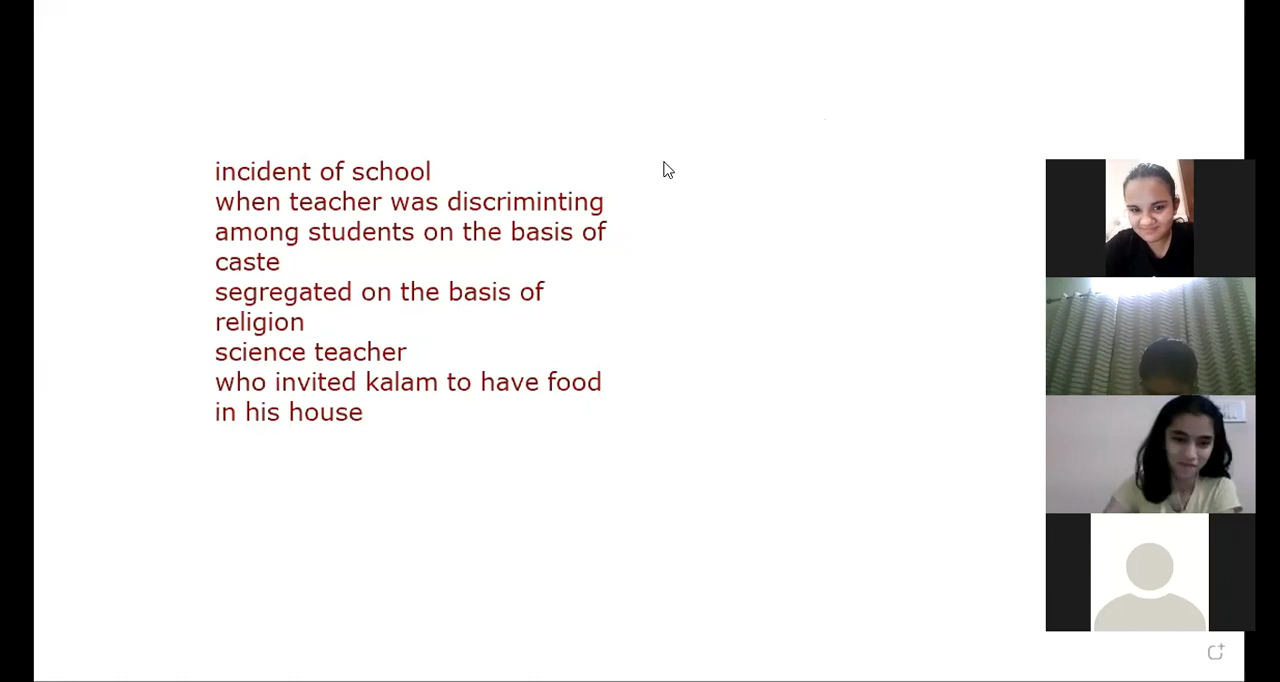 incident of school
when teacher was discriminting
among students on the basis of
caste
segregated on the basis of
religion
science teacher
who invited kalam to have food
in his house